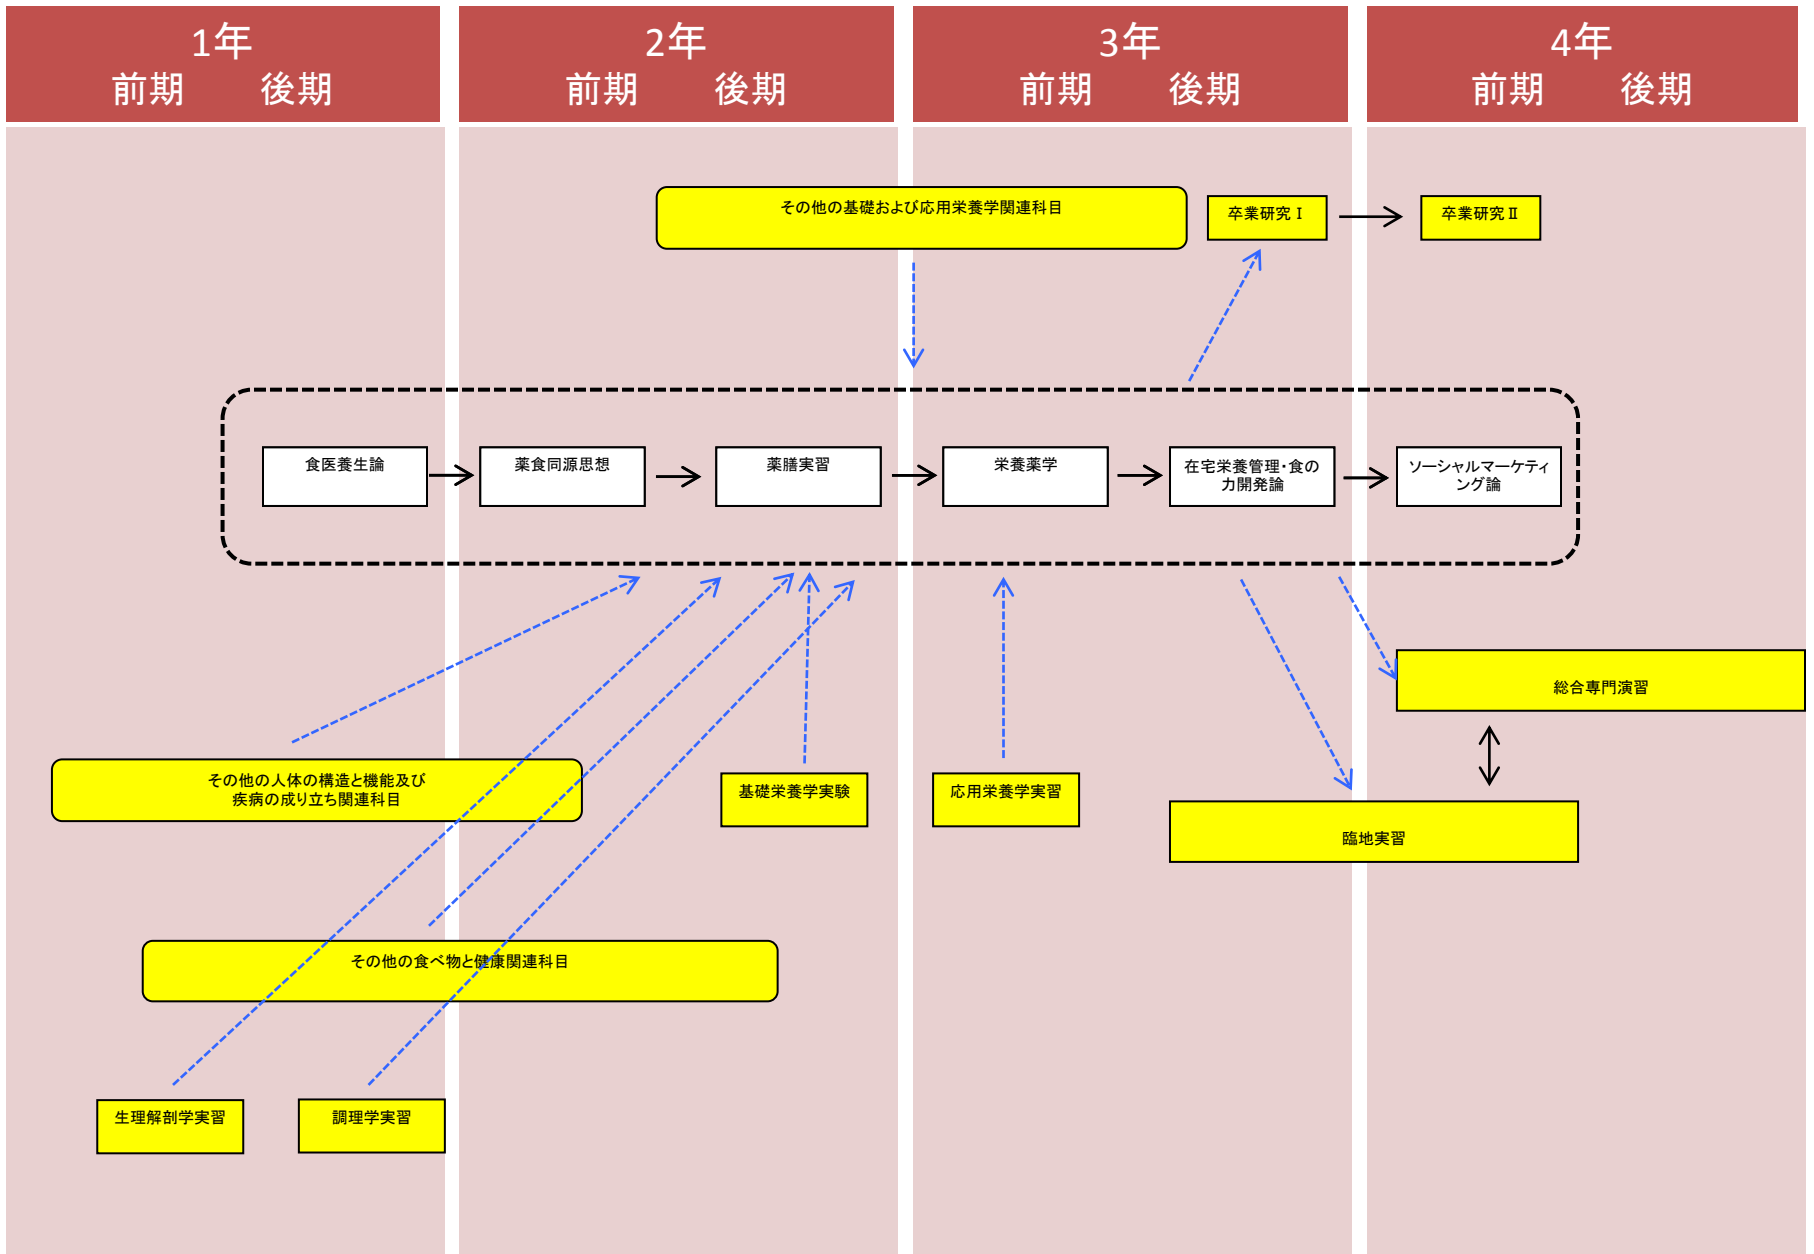 1年
前期 後期
2年
前期 後期
3年
前期 後期
4年
前期 後期
その他の基礎および応用栄養学関連科目
卒業研究Ⅰ
卒業研究Ⅱ
食医養生論
薬食同源思想
薬膳実習
栄養薬学
在宅栄養管理・食の
力開発論
ソーシャルマーケティ
ング論
総合専門演習
その他の人体の構造と機能及び
疾病の成り立ち関連科目
基礎栄養学実験
応用栄養学実習
臨地実習
その他の食べ物と健康関連科目
生理解剖学実習
調理学実習